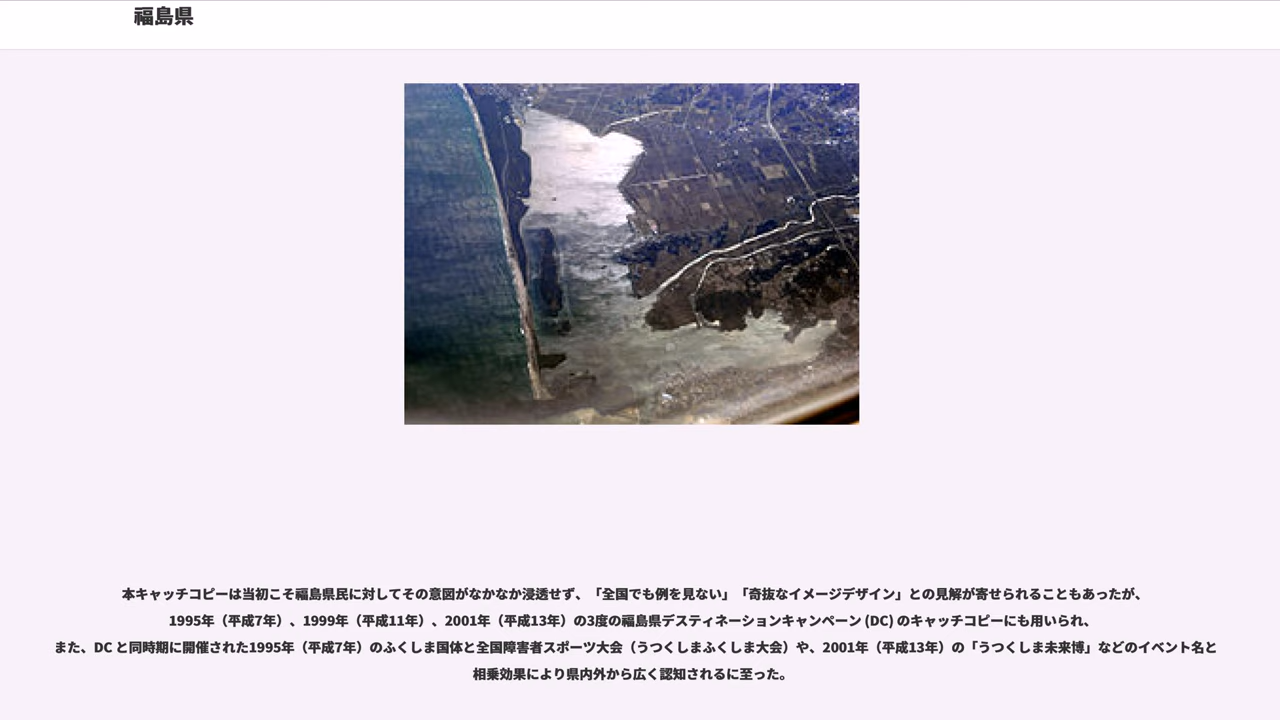 福島県
本キャッチコピーは当初こそ福島県民に対してその意図がなかなか浸透せず、「全国でも例を見ない」「奇抜なイメージデザイン」との見解が寄せられることもあったが、
1995年（平成7年）、1999年（平成11年）、2001年（平成13年）の3度の福島県デスティネーションキャンペーン (DC) のキャッチコピーにも用いられ、
また、DC と同時期に開催された1995年（平成7年）のふくしま国体と全国障害者スポーツ大会（うつくしまふくしま大会）や、2001年（平成13年）の「うつくしま未来博」などのイベント名と
相乗効果により県内外から広く認知されるに至った。